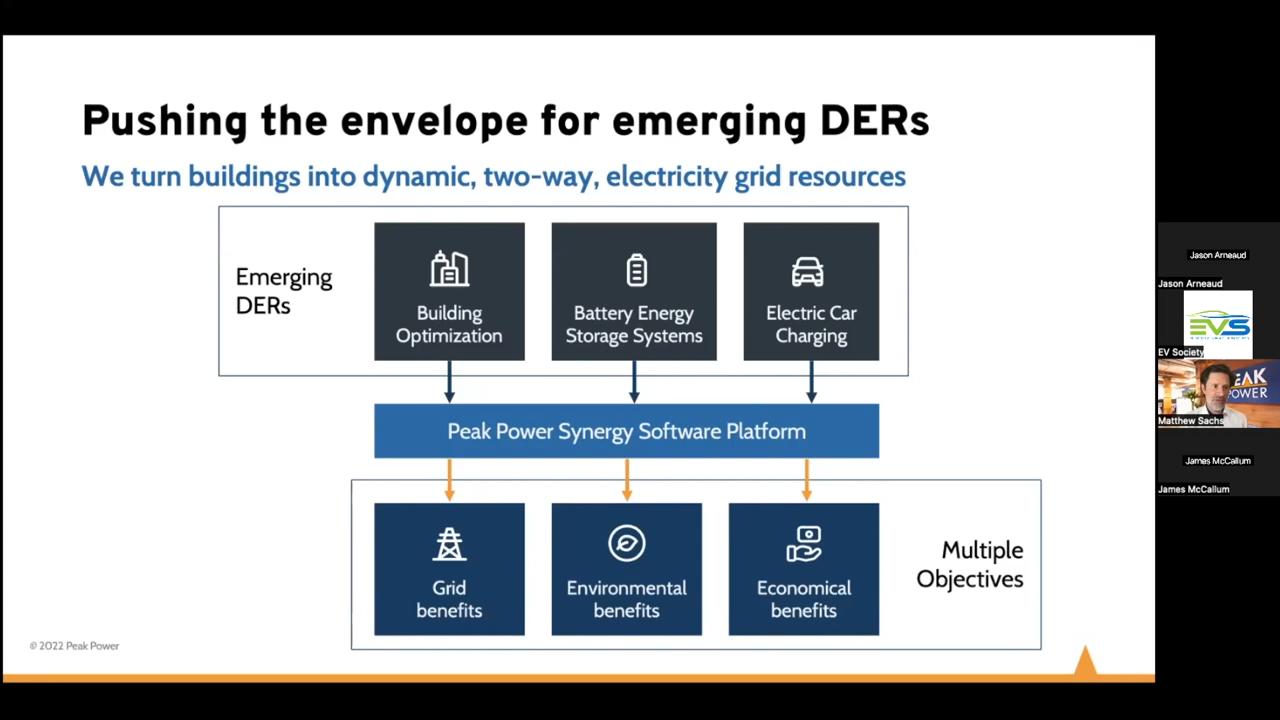 Pushing the envelope for emerging DERs
We turn buildings into dynamic, two-way, electricity grid resources
Emerging
DERs
Building
Optimization
Battery Energy
Storage Systems
Electric Car
Charging
Peak Power Synergy Software Platform
Grid
benefits
Environmental
benefits
Economical
benefits
Multiple
Objectives
© 2022 Peak Power
Jason Arneaud
Jason Arneaud
EVS
EV Society
EAK
POWER
Matthew Sachs
James McCallum
James McCallum